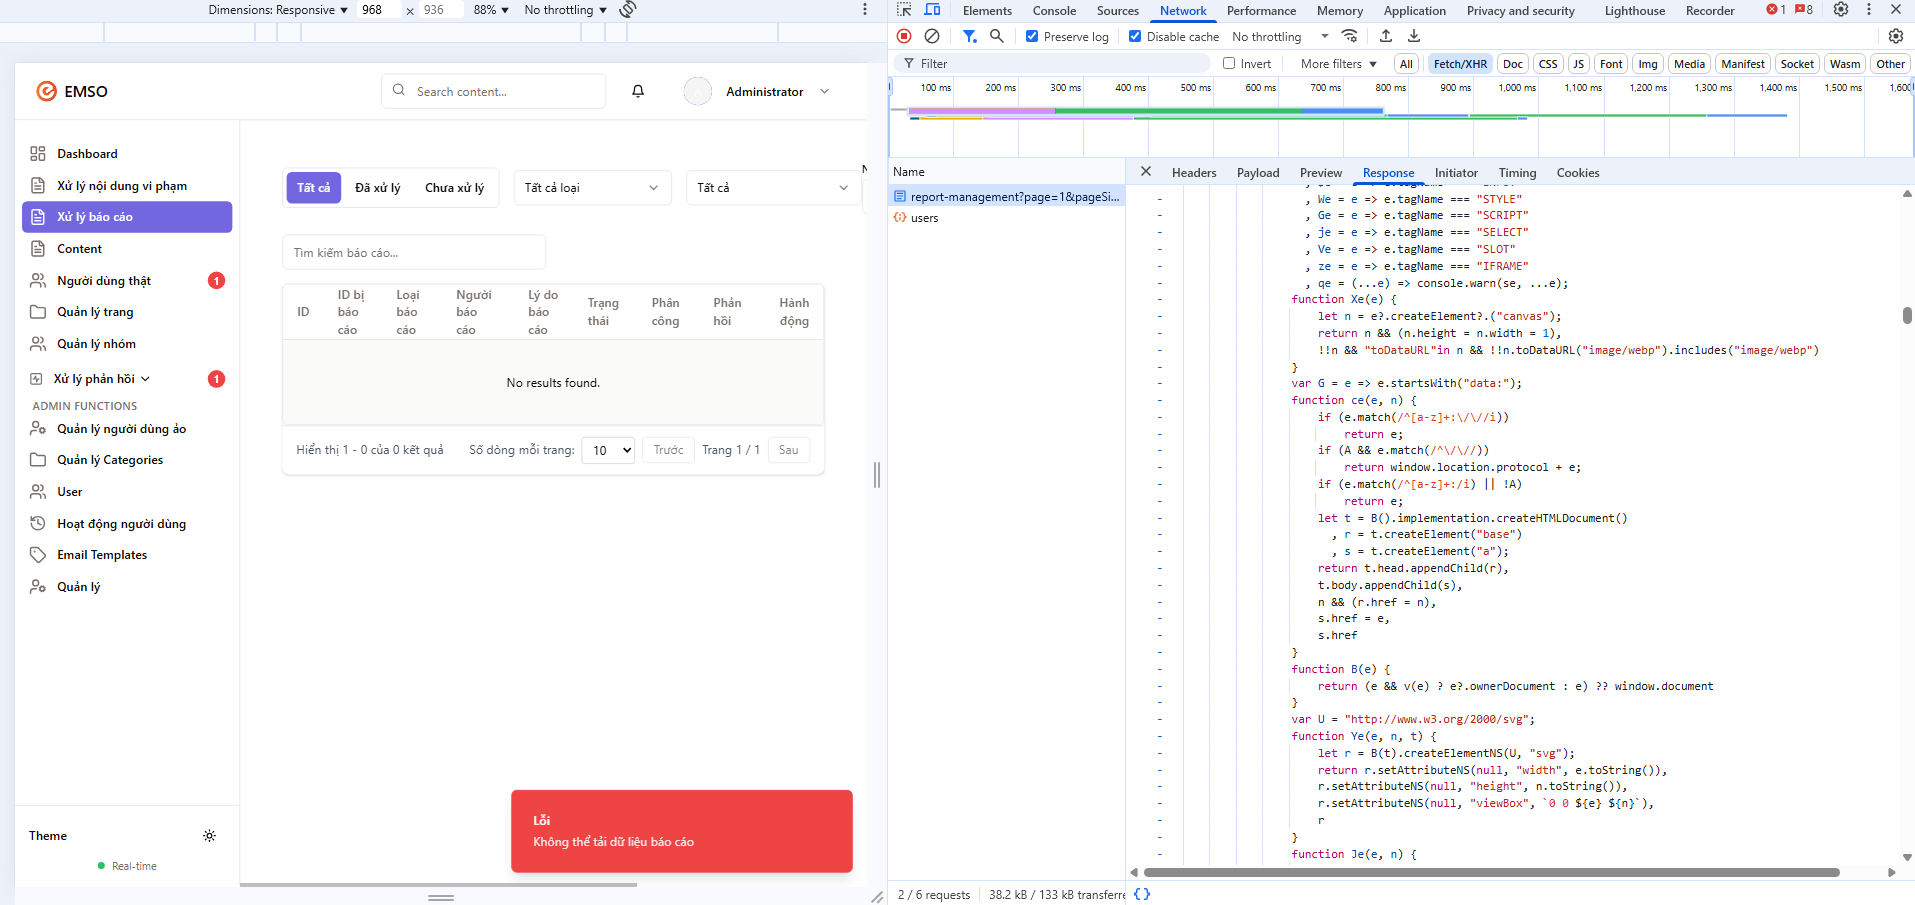 Dimensions: Responsive ▼ 968 × 936 88% ▼ No throttling ▼
EMSO
Search content...
Administrator
Dashboard
Xử lý nội dung vi phạm
Xử lý báo cáo
Content
Người dùng thật 1
Quản lý trang
Quản lý nhóm
Xử lý phản hồi 1
ADMIN FUNCTIONS
Quản lý người dùng ảo
Quản lý Categories
User
Hoạt động người dùng
Email Templates
Quản lý
Theme
Real-time
Tất cả Đã xử lý Chưa xử lý Tất cả loại Tất cả
Tìm kiếm báo cáo...
ID
ID bị báo cáo
Loại báo cáo
Người báo cáo
Lý do báo cáo
Trạng thái
Phân công
Phản hồi
Hành động
No results found.
Hiển thị 1 - 0 của 0 kết quả Số dòng mỗi trang: 10 Trước Trang 1 / 1 Sau
Lỗi
Không thể tải dữ liệu báo cáo
Elements Console Sources Network Performance Memory Application Privacy and security Lighthouse Recorder 1 8
Preserve log Disable cache No throttling
Filter Invert More filters ▼ All Fetch/XHR Doc CSS JS Font Img Media Manifest Socket Wasm Other
100 ms 200 ms 300 ms 400 ms 500 ms 600 ms 700 ms 800 ms 900 ms 1,000 ms 1,100 ms 1,200 ms 1,300 ms 1,400 ms 1,500 ms
Name
report-management?page=1&pageSi...
users
Headers Payload Preview Response Initiator Timing Cookies
, We = e => e.tagName === "STYLE"
, Ge = e => e.tagName === "SCRIPT"
, je = e => e.tagName === "SELECT"
, Ve = e => e.tagName === "SLOT"
, ze = e => e.tagName === "IFRAME"
, qe = (...e) => console.warn(se, ...e);
function Xe(e) {
let n = e?.createElement?.("canvas");
return n && (n.height = n.width = 1),
!!n && "toDataURL"in n && !!n.toDataURL("image/webp").includes("image/webp")
}
var G = e => e.startsWith("data:");
function ce(e, n) {
if (e.match(/^[a-z]+:\/\//i))
return e;
if (A && e.match(/^\/\//))
return window.location.protocol + e;
if (e.match(/^[a-z]+:/i) || !A)
return e;
let t = B().implementation.createHTMLDocument()
, r = t.createElement("base")
, s = t.createElement("a");
return t.head.appendChild(r),
t.body.appendChild(s),
n && (r.href = n),
s.href = e,
s.href
}
function B(e) {
return (e && v(e) ? e?.ownerDocument : e) ?? window.document
}
var U = "http://www.w3.org/2000/svg";
function Ye(e, n, t) {
let r = B(t).createElementNS(U, "svg");
return r.setAttributeNS(null, "width", e.toString()),
r.setAttributeNS(null, "height", n.toString()),
r.setAttributeNS(null, "viewBox", `0 0 ${e} ${n}`),
r
}
function Je(e, n) {
2 / 6 requests 38.2 kB / 133 kB transferre {}